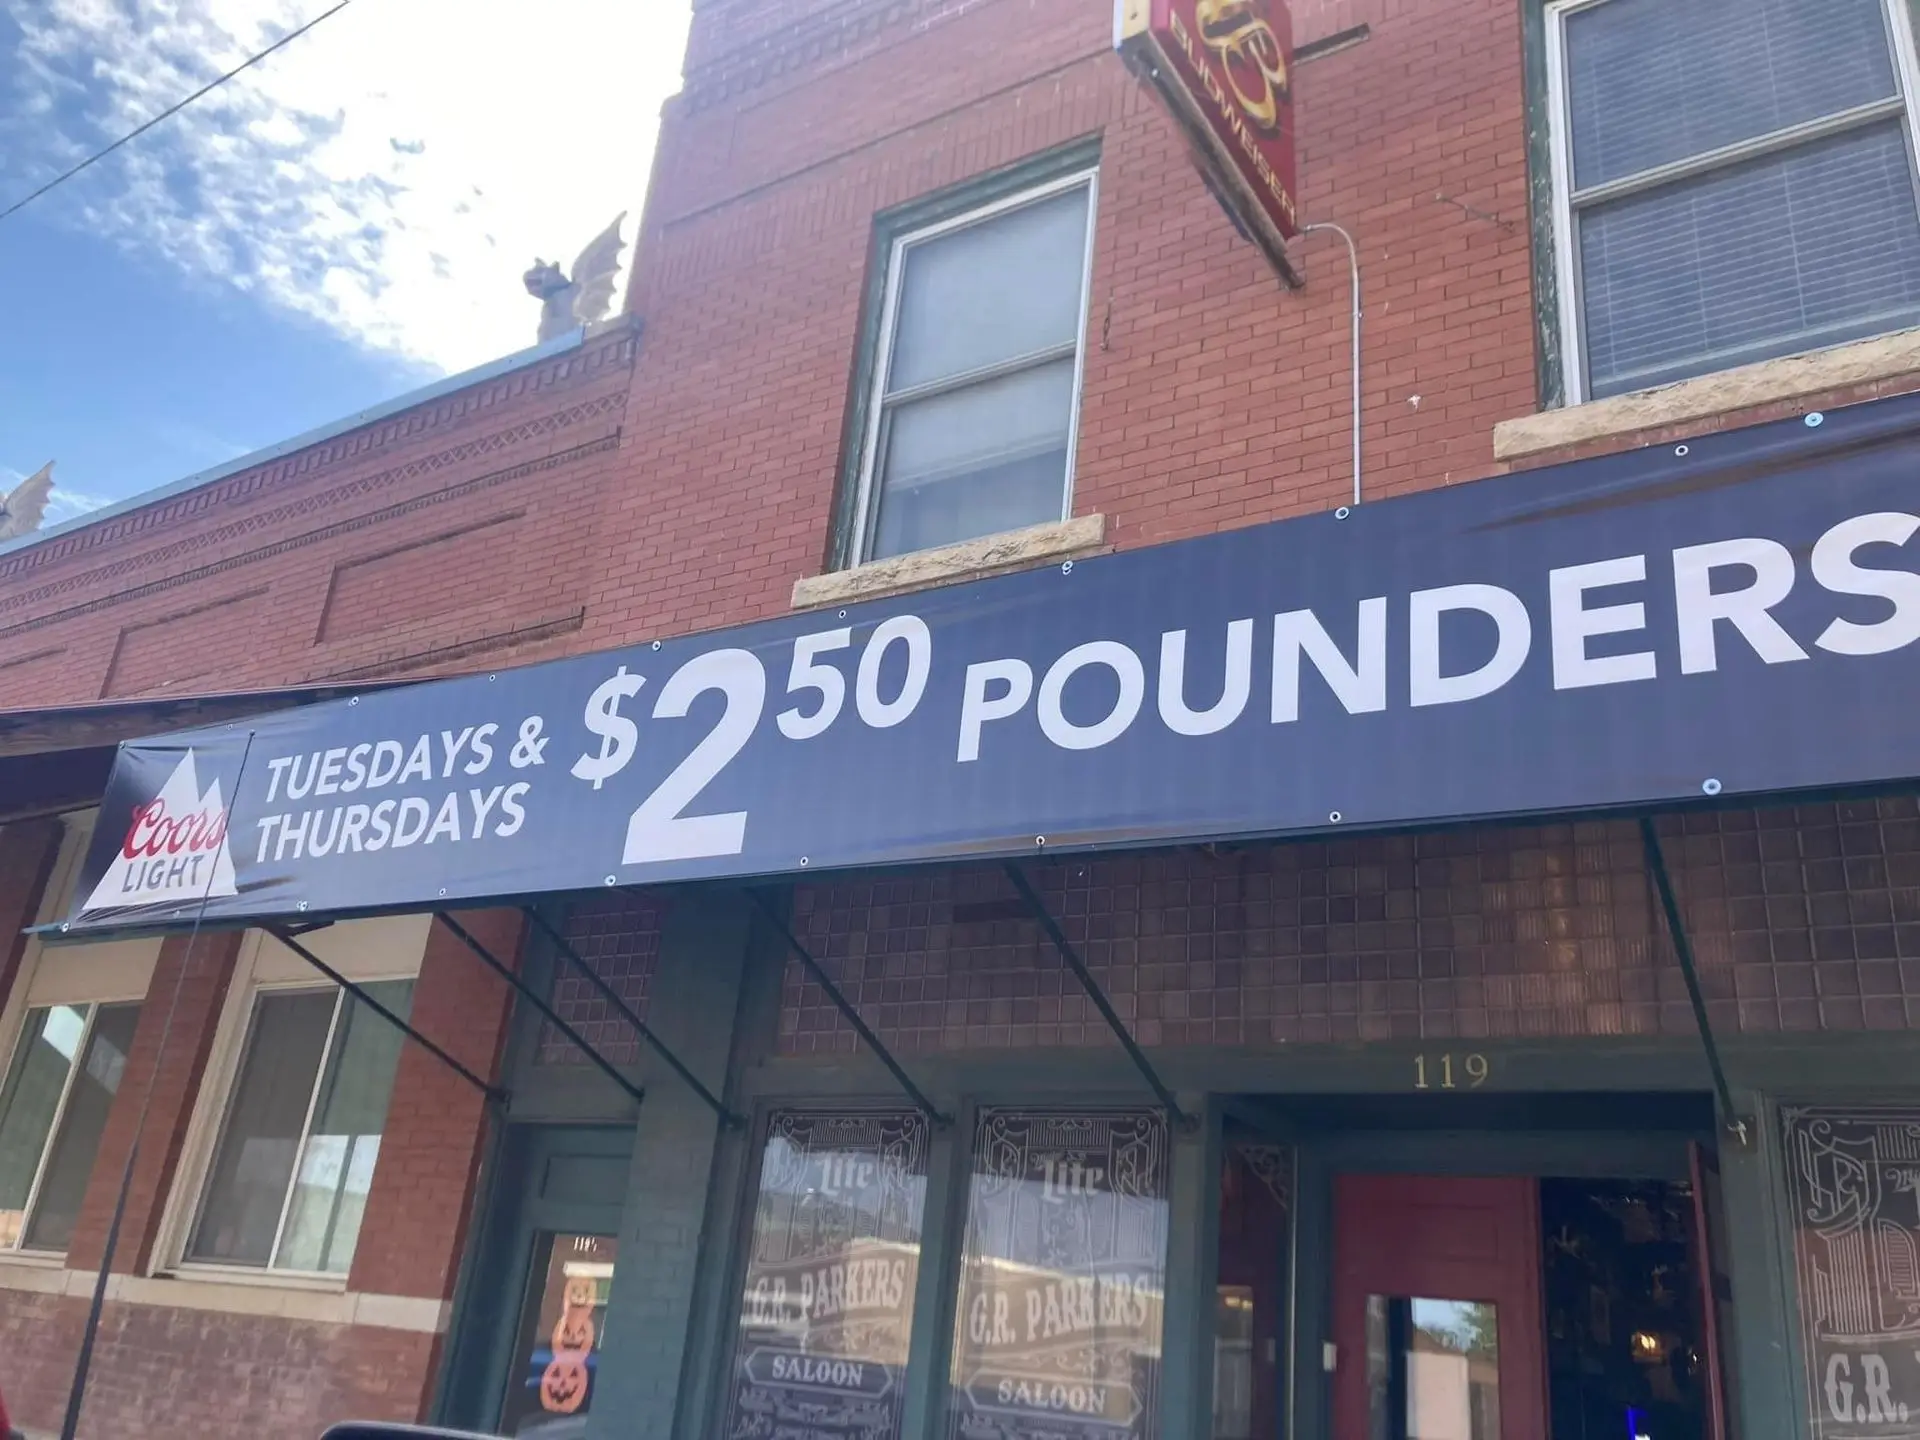 BUDWEISER
TUESDAYS &
THURSDAYS
$2.50 POUNDERS
Coors
LIGHT
119
Lite
G.R. PARKERS
SALOON
Lite
G.R. PARKERS
SALOON
G.R.